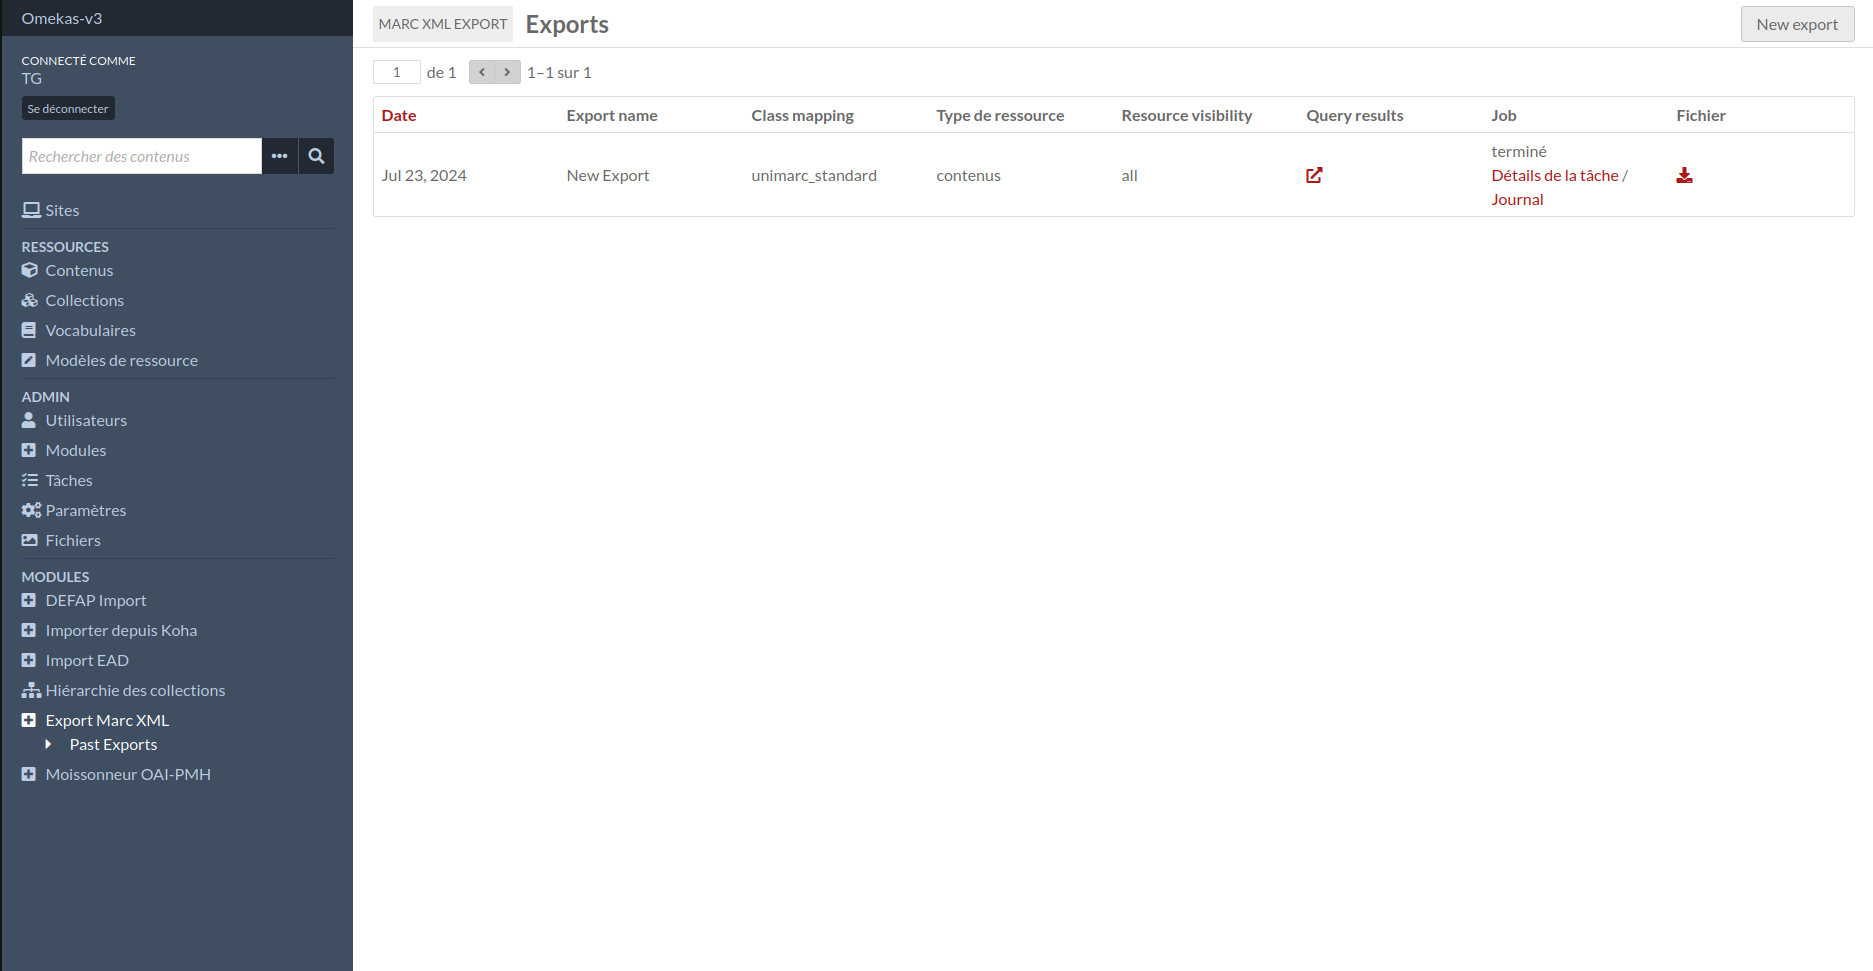 Omekas-v3
CONNECTÉ COMME
TG
Se déconnecter
Rechercher des contenus
Sites
RESSOURCES
Contenus
Collections
Vocabulaires
Modèles de ressource
ADMIN
Utilisateurs
Modules
Tâches
Paramètres
Fichiers
MODULES
DEFAP Import
Importer depuis Koha
Import EAD
Hiérarchie des collections
Export Marc XML
Past Exports
Moissonneur OAI-PMH
MARC XML EXPORT Exports
New export
1 de 1 1–1 sur 1
Date Export name Class mapping Type de ressource Resource visibility Query results Job Fichier
Jul 23, 2024 New Export unimarc_standard contenus all terminé
Détails de la tâche /
Journal